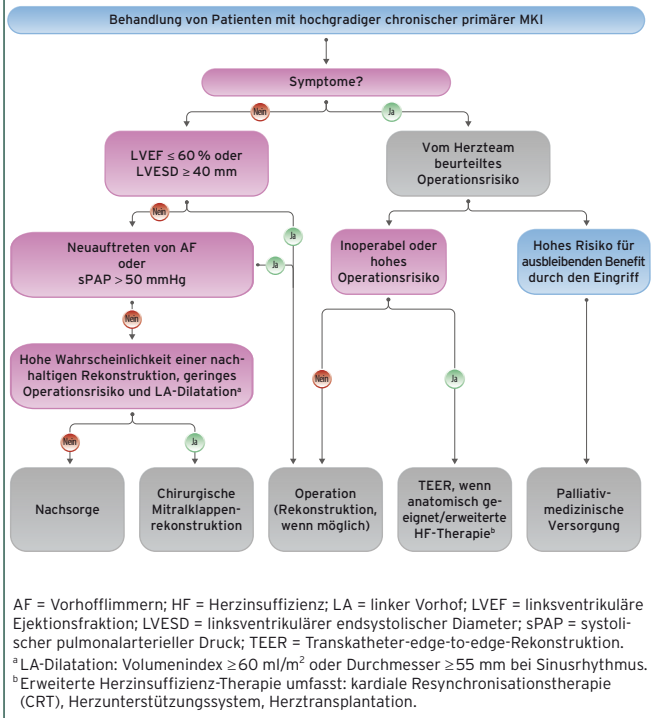 Behandlung von Patienten mit hochgradiger chronischer primärer MKI
Symptome?
Nein
Ja
LVEF ≤ 60 % oder
LVESD ≥ 40 mm
Vom Herzteam
beurteiltes
Operationsrisiko
Nein
Ja
Neuauftreten von AF
oder
sPAP > 50 mmHg
Ja
Inoperabel oder
hohes
Operationsrisiko
Hohes Risiko für
ausbleibenden Benefit
durch den Eingriff
Nein
Hohe Wahrscheinlichkeit einer nach-
haltigen Rekonstruktion, geringes
Operationsrisiko und LA-Dilatationᵃ
Nein
Ja
Nein
Ja
Nachsorge
Chirurgische
Mitralklappen-
rekonstruktion
Operation
(Rekonstruktion,
wenn möglich)
TEER, wenn
anatomisch ge-
eignet/erweiterte
HF-Therapieᵇ
Palliativ-
medizinische
Versorgung
AF = Vorhofflimmern; HF = Herzinsuffizienz; LA = linker Vorhof; LVEF = linksventrikuläre
Ejektionsfraktion; LVESD = linksventrikulärer endsystolischer Diameter; sPAP = systoli-
scher pulmonalarterieller Druck; TEER = Transkatheter-edge-to-edge-Rekonstruktion.
ᵃ LA-Dilatation: Volumenindex ≥ 60 ml/m² oder Durchmesser ≥ 55 mm bei Sinusrhythmus.
ᵇ Erweiterte Herzinsuffizienz-Therapie umfasst: kardiale Resynchronisationstherapie
(CRT), Herzunterstützungssystem, Herztransplantation.